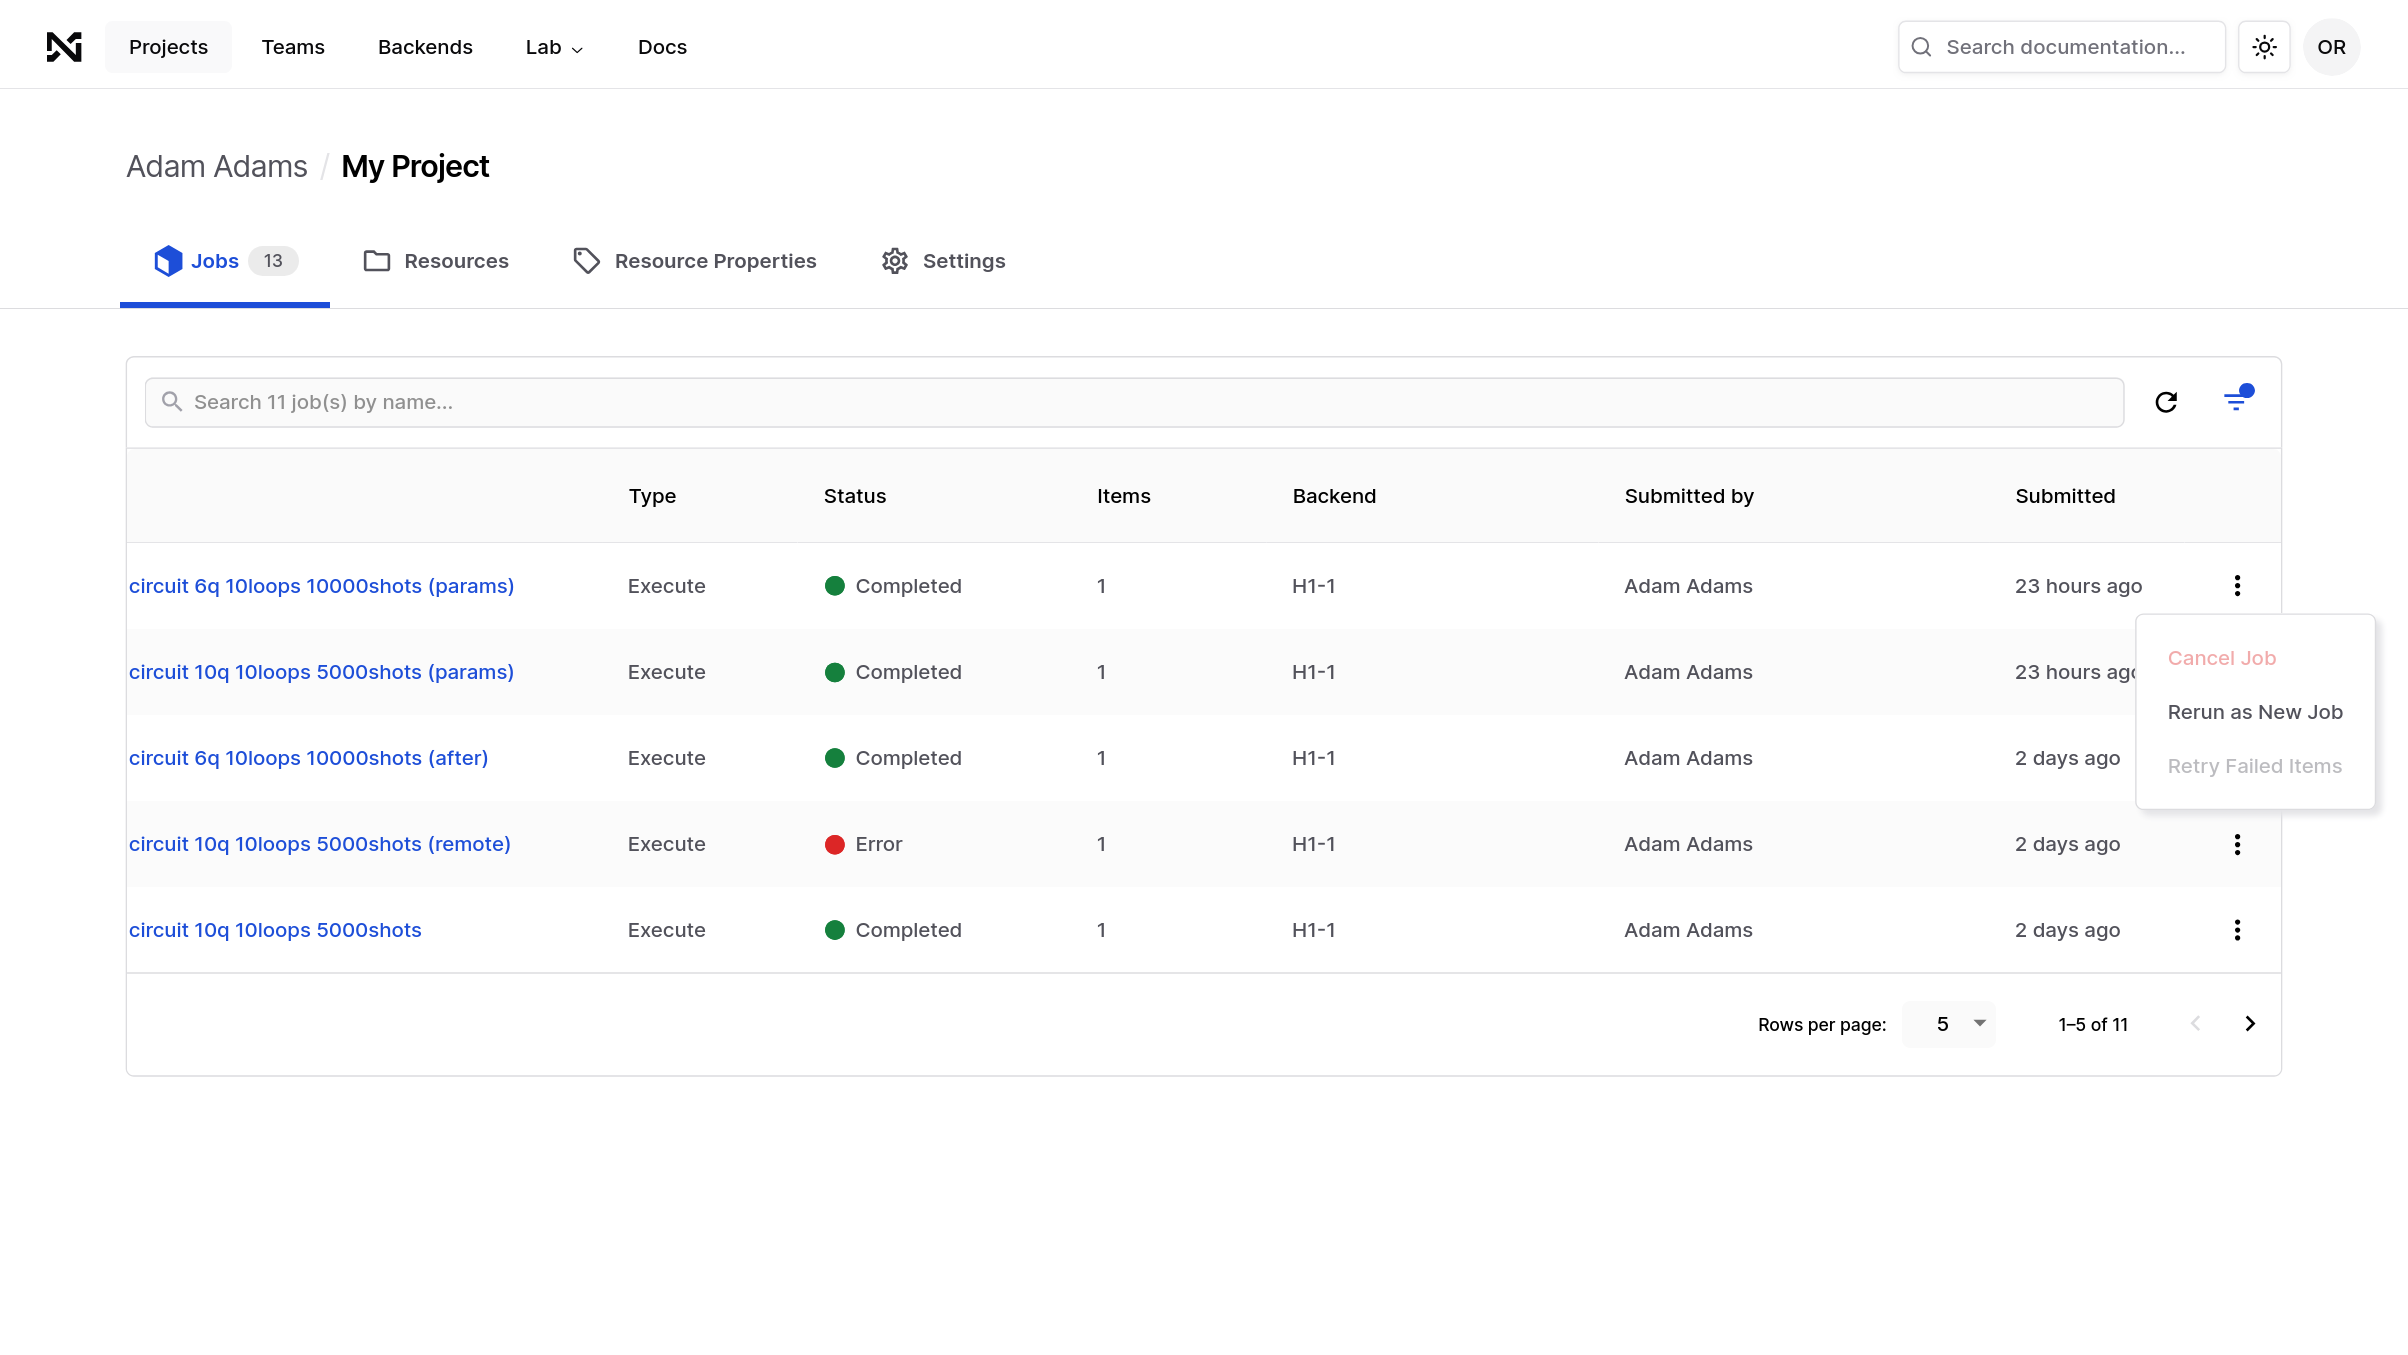 Projects Teams Backends Lab Docs Search documentation... OR
Adam Adams / My Project
Jobs 13 Resources Resource Properties Settings
Search 11 job(s) by name...
Type Status Items Backend Submitted by Submitted
circuit 6q 10loops 10000shots (params) Execute Completed 1 H1-1 Adam Adams 23 hours ago
circuit 10q 10loops 5000shots (params) Execute Completed 1 H1-1 Adam Adams 23 hours ago
circuit 6q 10loops 10000shots (after) Execute Completed 1 H1-1 Adam Adams 2 days ago
circuit 10q 10loops 5000shots (remote) Execute Error 1 H1-1 Adam Adams 2 days ago
circuit 10q 10loops 5000shots Execute Completed 1 H1-1 Adam Adams 2 days ago
Cancel Job
Rerun as New Job
Retry Failed Items
Rows per page: 5 1–5 of 11